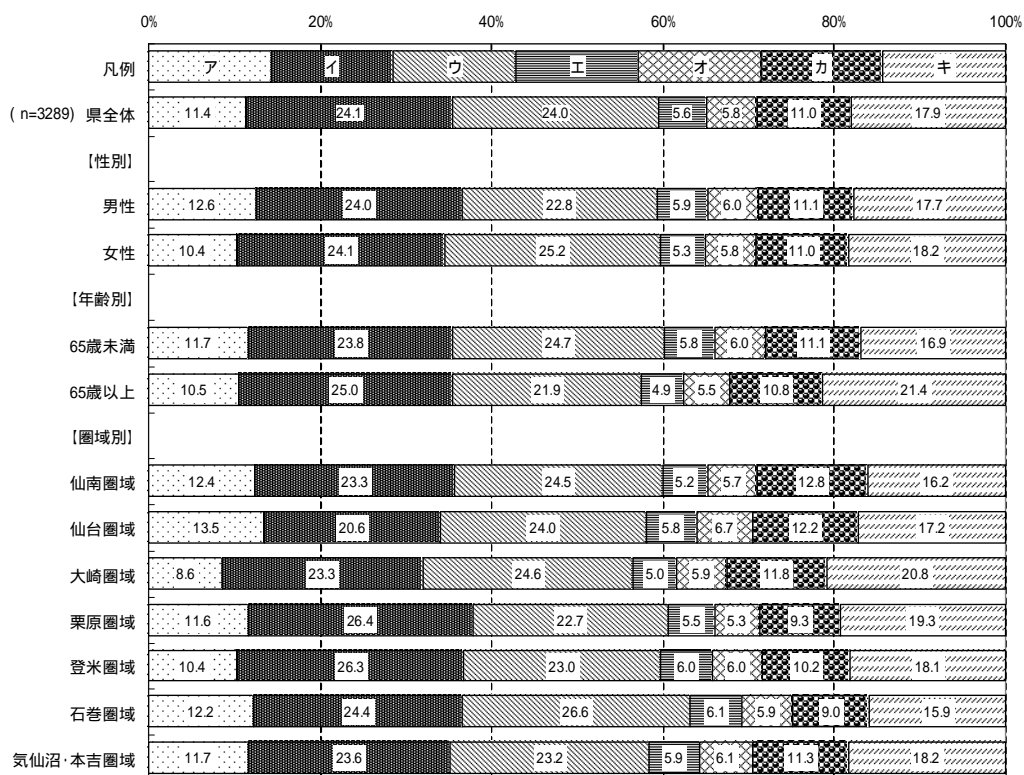 0% 20% 40% 60% 80% 100%
凡例 ア イ ウ エ オ カ キ
( n=3289) 県全体 11.4 24.1 24.0 5.6 5.8 11.0 17.9
【性別】
男性 12.6 24.0 22.8 5.9 6.0 11.1 17.7
女性 10.4 24.1 25.2 5.3 5.8 11.0 18.2
【年齢別】
65歳未満 11.7 23.8 24.7 5.8 6.0 11.1 16.9
65歳以上 10.5 25.0 21.9 4.9 5.5 10.8 21.4
【圏域別】
仙南圏域 12.4 23.3 24.5 5.2 5.7 12.8 16.2
仙台圏域 13.5 20.6 24.0 5.8 6.7 12.2 17.2
大崎圏域 8.6 23.3 24.6 5.0 5.9 11.8 20.8
栗原圏域 11.6 26.4 22.7 5.5 5.3 9.3 19.3
登米圏域 10.4 26.3 23.0 6.0 6.0 10.2 18.1
石巻圏域 12.2 24.4 26.6 6.1 5.9 9.0 15.9
気仙沼・本吉圏域 11.7 23.6 23.2 5.9 6.1 11.3 18.2